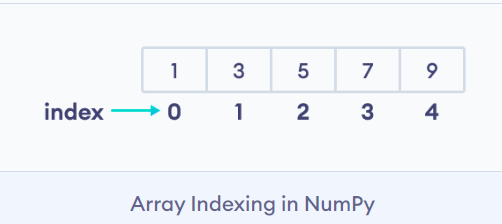 1 3 5 7 9
index 0 1 2 3 4
Array Indexing in NumPy